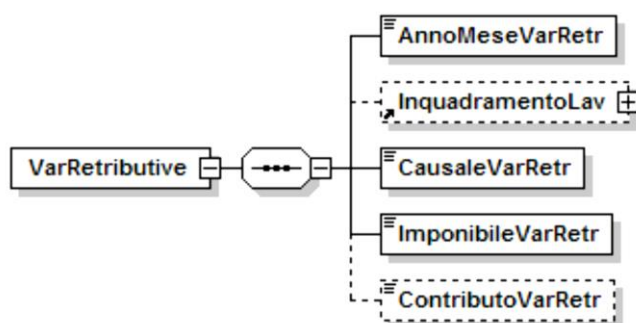 AnnoMeseVarRetr
InquadramentoLav
VarRetributive
CausaleVarRetr
ImponibileVarRetr
ContributoVarRetr